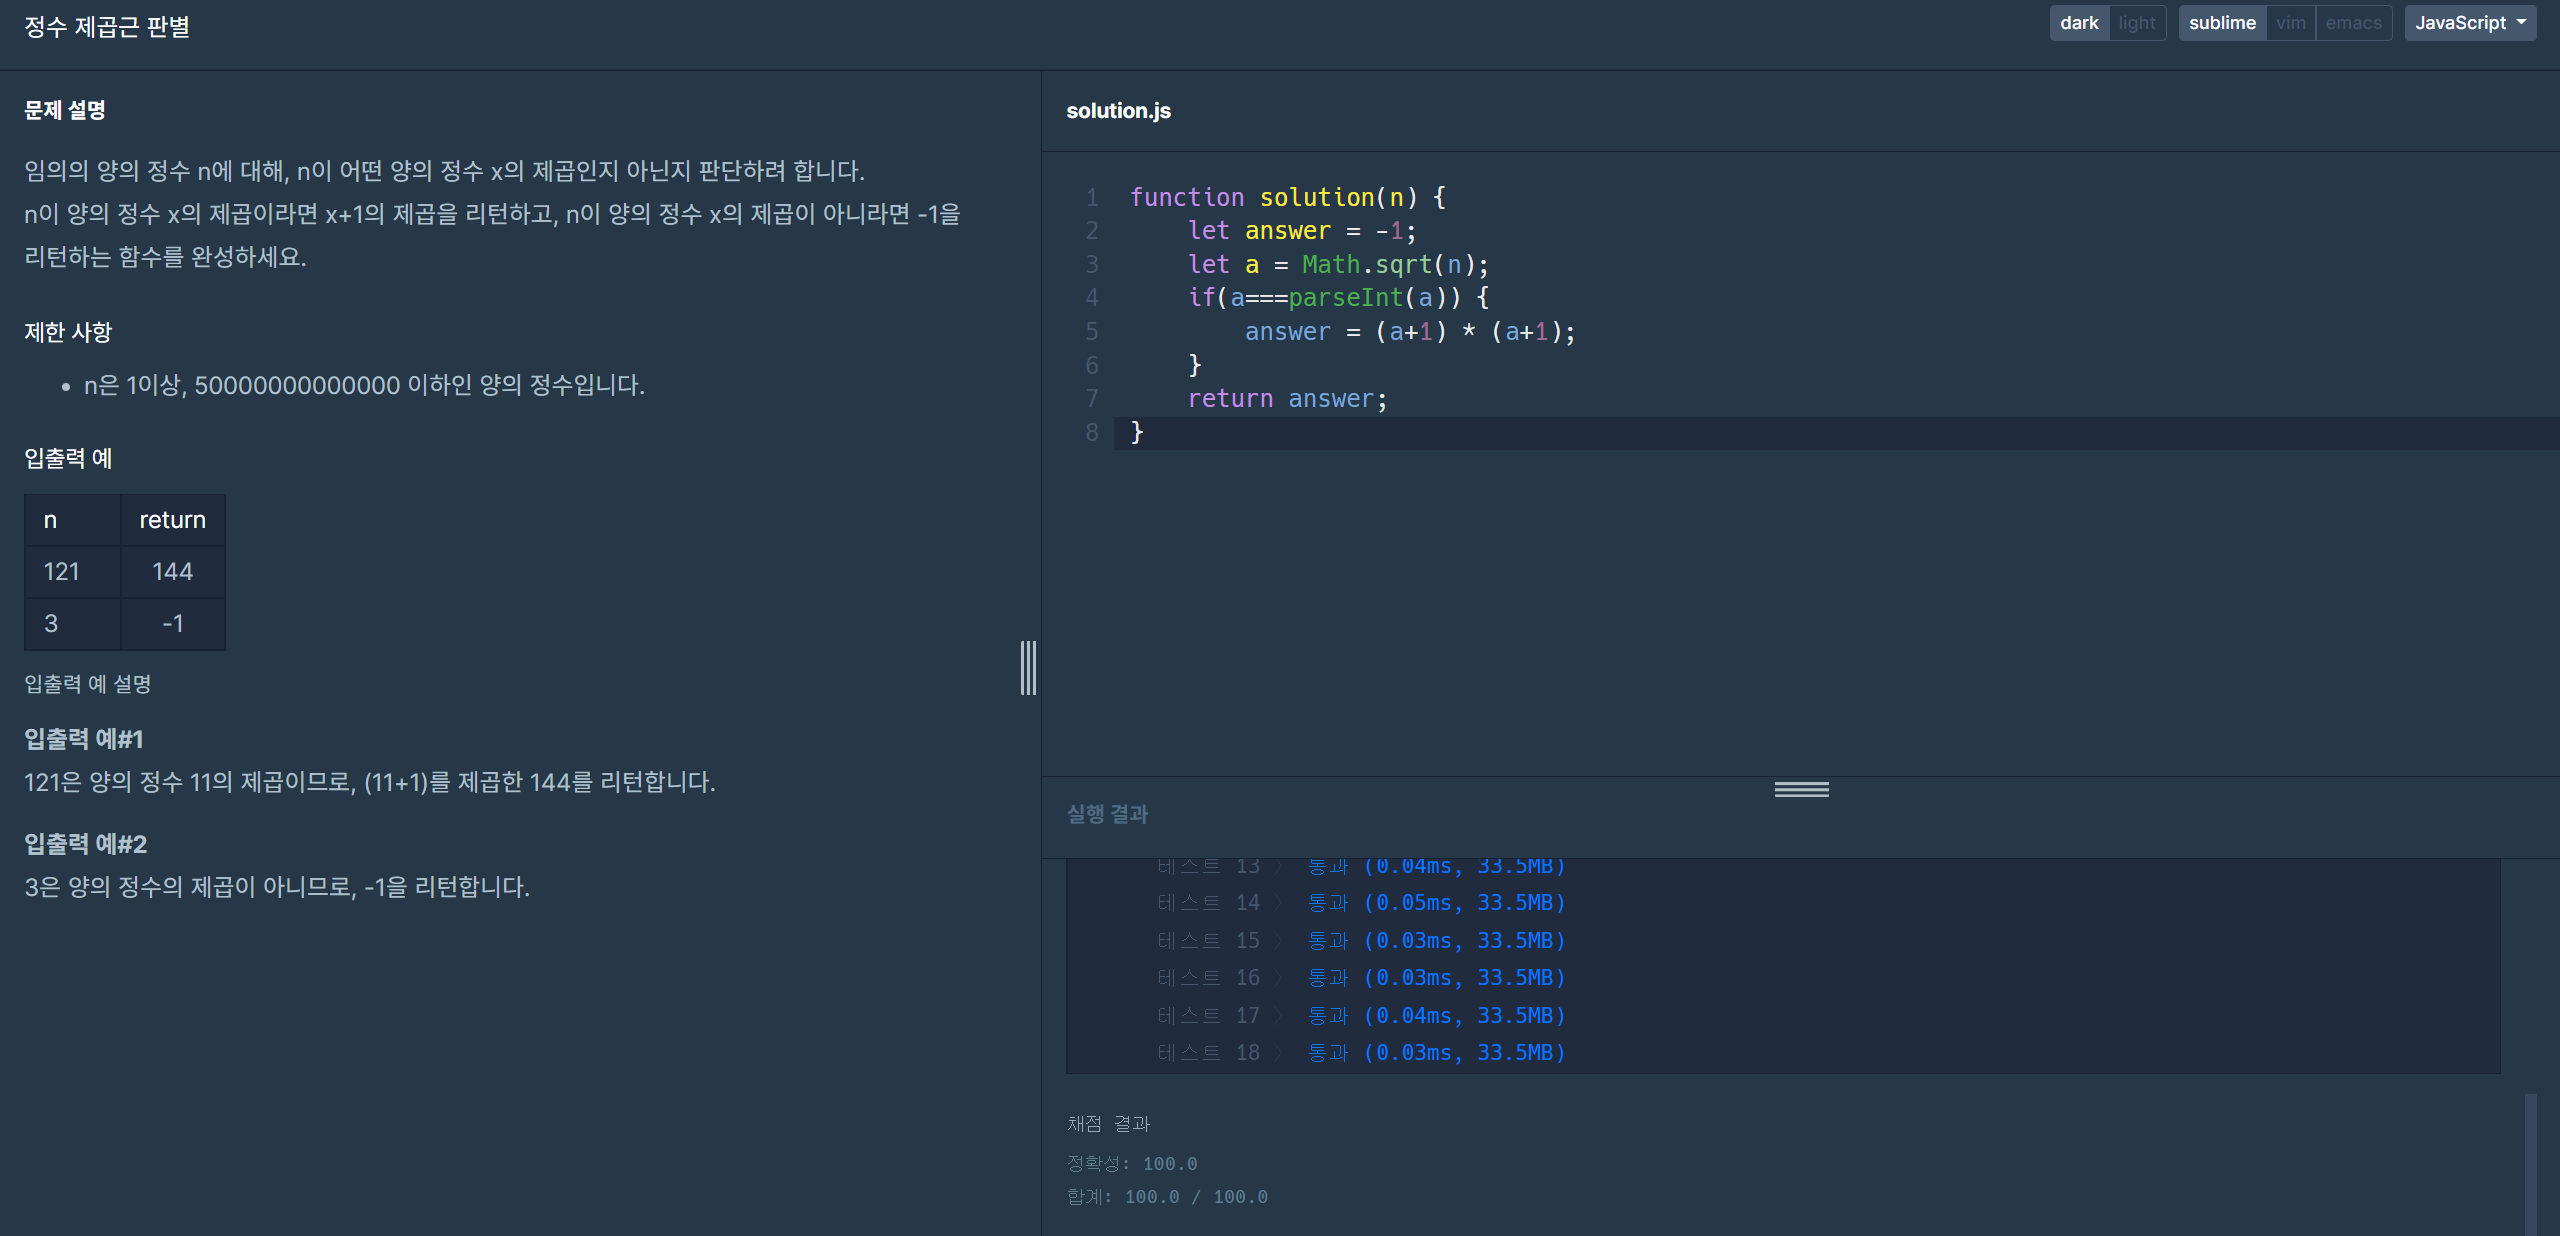 정수 제곱근 판별
dark light sublime vim emacs JavaScript
문제 설명
임의의 양의 정수 n에 대해, n이 어떤 양의 정수 x의 제곱인지 아닌지 판단하려 합니다.
n이 양의 정수 x의 제곱이라면 x+1의 제곱을 리턴하고, n이 양의 정수 x의 제곱이 아니라면 -1을
리턴하는 함수를 완성하세요.
제한 사항
• n은 1이상, 50000000000000 이하인 양의 정수입니다.
입출력 예
n return
121 144
3 -1
입출력 예 설명
입출력 예#1
121은 양의 정수 11의 제곱이므로, (11+1)를 제곱한 144를 리턴합니다.
입출력 예#2
3은 양의 정수의 제곱이 아니므로, -1을 리턴합니다.
solution.js
1 function solution(n) {
2     let answer = -1;
3     let a = Math.sqrt(n);
4     if(a===parseInt(a)) {
5         answer = (a+1) * (a+1);
6     }
7     return answer;
8 }
실행 결과
테스트 13 〉 통과 (0.04ms, 33.5MB)
테스트 14 〉 통과 (0.05ms, 33.5MB)
테스트 15 〉 통과 (0.03ms, 33.5MB)
테스트 16 〉 통과 (0.03ms, 33.5MB)
테스트 17 〉 통과 (0.04ms, 33.5MB)
테스트 18 〉 통과 (0.03ms, 33.5MB)
채점 결과
정확성: 100.0
합계: 100.0 / 100.0